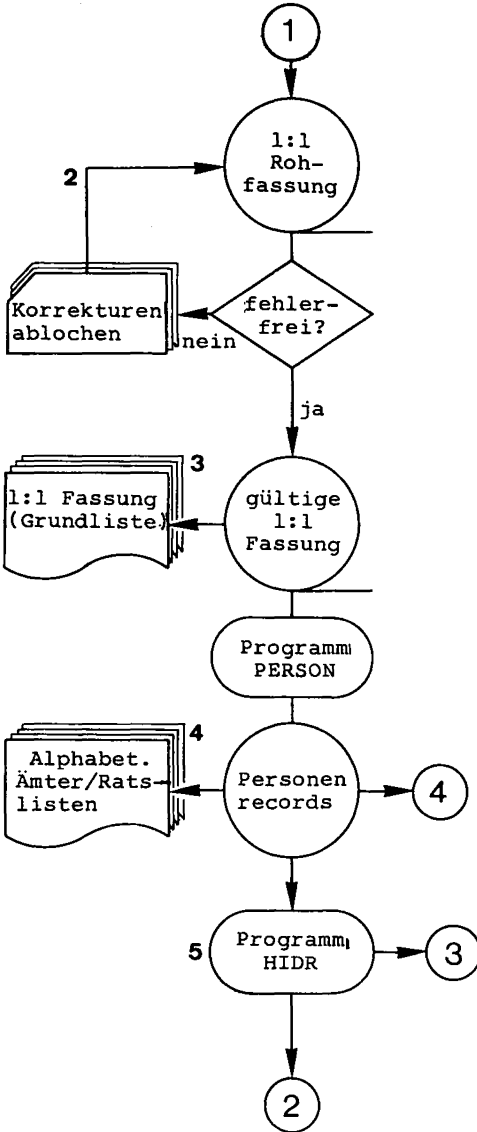 1
1:1
Roh-
fassung
2
Korrekturen
ablochen
nein
fehler-
frei?
ja
3
1:1 Fassung
(Grundliste)
gültige
1:1
Fassung
Programm
PERSON
4
Alphabet.
Ämter/Rats-
listen
Personen
records
4
5
Programm
HIDR
3
2